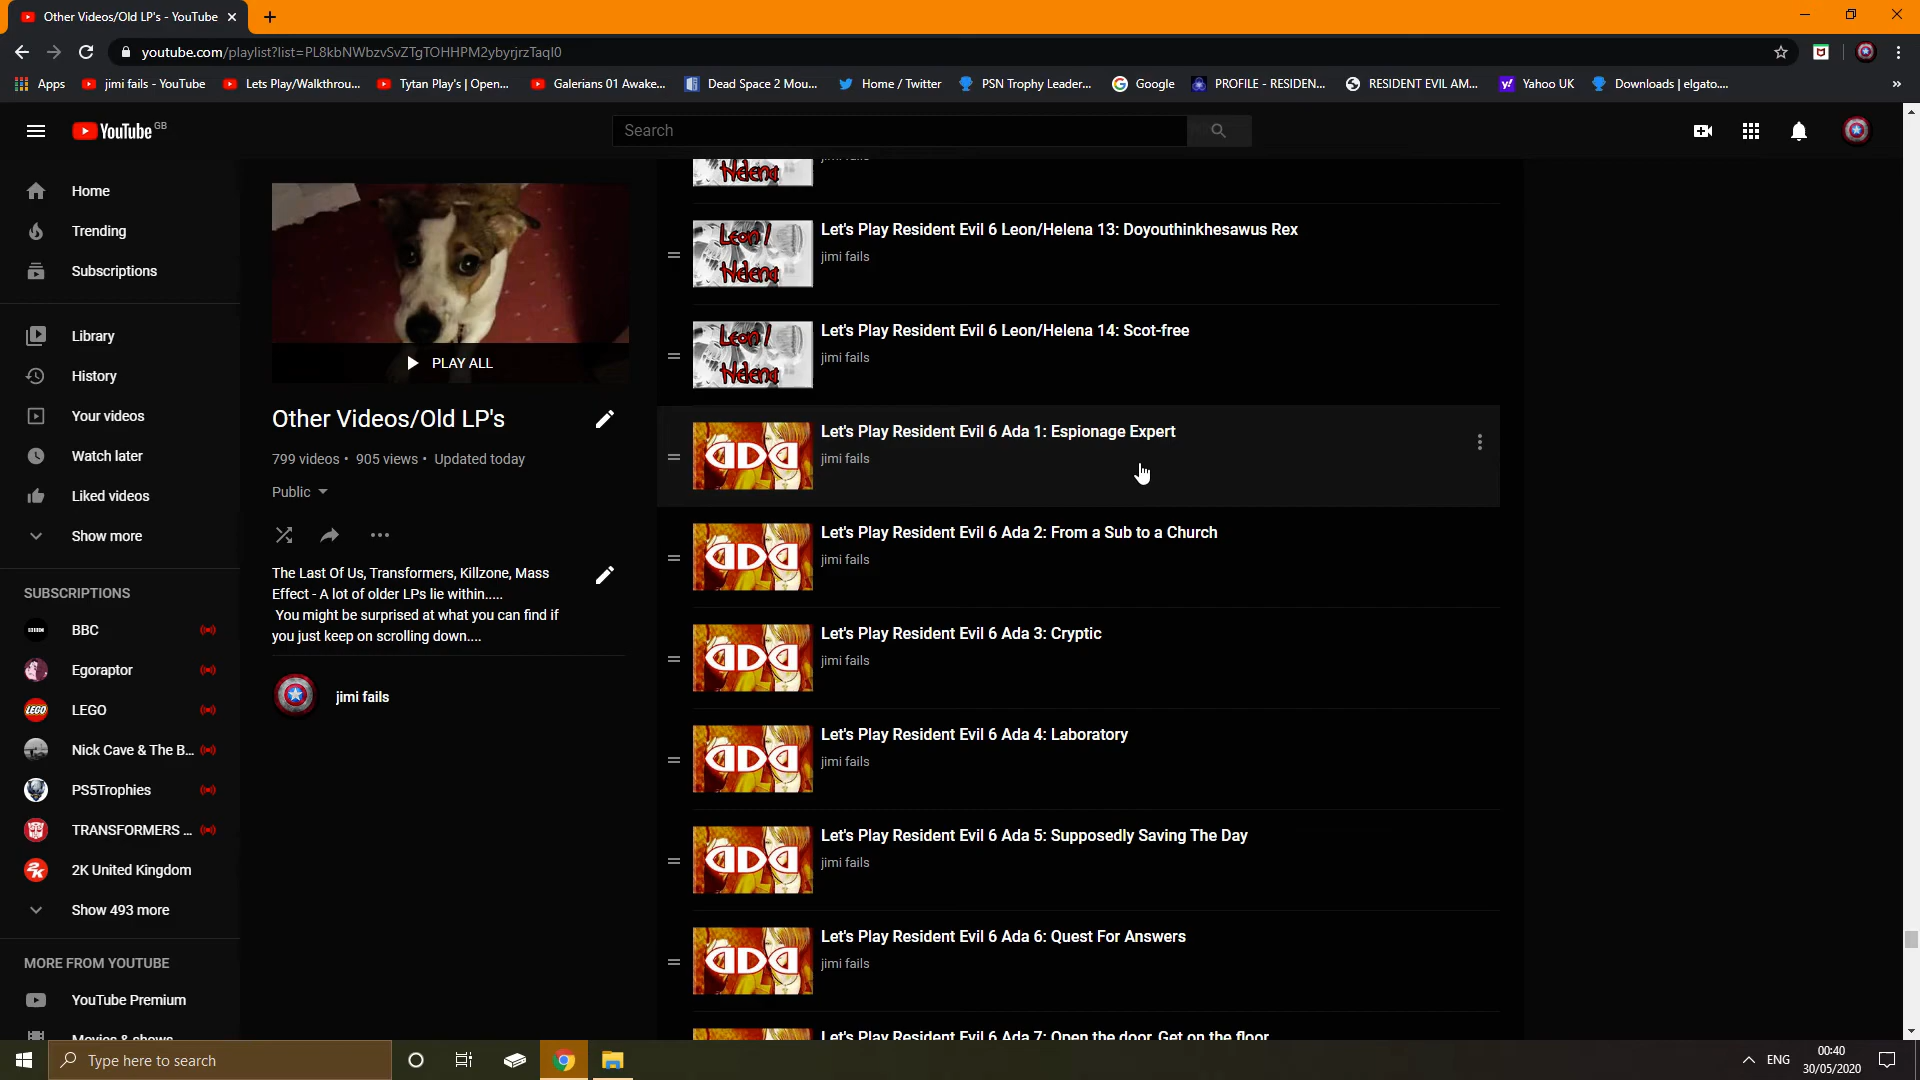 Other Videos/Old LP's - YouTube
youtube.com/playlist?list=PL8kbNWbzvSvZTgTOHHPM2ybyrjrzTaqI0
Apps
jimi fails - YouTube
Lets Play/Walkthrou...
Tytan Play's | Open...
Galerians 01 Awake...
Dead Space 2 Mou...
Home / Twitter
PSN Trophy Leader...
Google
PROFILE - RESIDEN...
RESIDENT EVIL AM...
Yahoo UK
Downloads | elgato....
YouTube GB
Search
Home
Trending
Subscriptions
Library
History
Your videos
Watch later
Liked videos
Show more
SUBSCRIPTIONS
BBC
Egoraptor
LEGO
Nick Cave & The B...
PS5Trophies
TRANSFORMERS ...
2K United Kingdom
Show 493 more
MORE FROM YOUTUBE
YouTube Premium
Movies & shows
PLAY ALL
Other Videos/Old LP's
799 videos • 905 views • Updated today
Public
The Last Of Us, Transformers, Killzone, Mass
Effect - A lot of older LPs lie within.....
You might be surprised at what you can find if
you just keep on scrolling down....
jimi fails
Helena
jimi fails
Leon /
Helena
Let's Play Resident Evil 6 Leon/Helena 13: Doyouthinkhesawus Rex
jimi fails
Leon /
Helena
Let's Play Resident Evil 6 Leon/Helena 14: Scot-free
jimi fails
Let's Play Resident Evil 6 Ada 1: Espionage Expert
jimi fails
Let's Play Resident Evil 6 Ada 2: From a Sub to a Church
jimi fails
Let's Play Resident Evil 6 Ada 3: Cryptic
jimi fails
Let's Play Resident Evil 6 Ada 4: Laboratory
jimi fails
Let's Play Resident Evil 6 Ada 5: Supposedly Saving The Day
jimi fails
Let's Play Resident Evil 6 Ada 6: Quest For Answers
jimi fails
Let's Play Resident Evil 6 Ada 7: Open the door, Get on the floor
Type here to search
ENG
00:40
30/05/2020